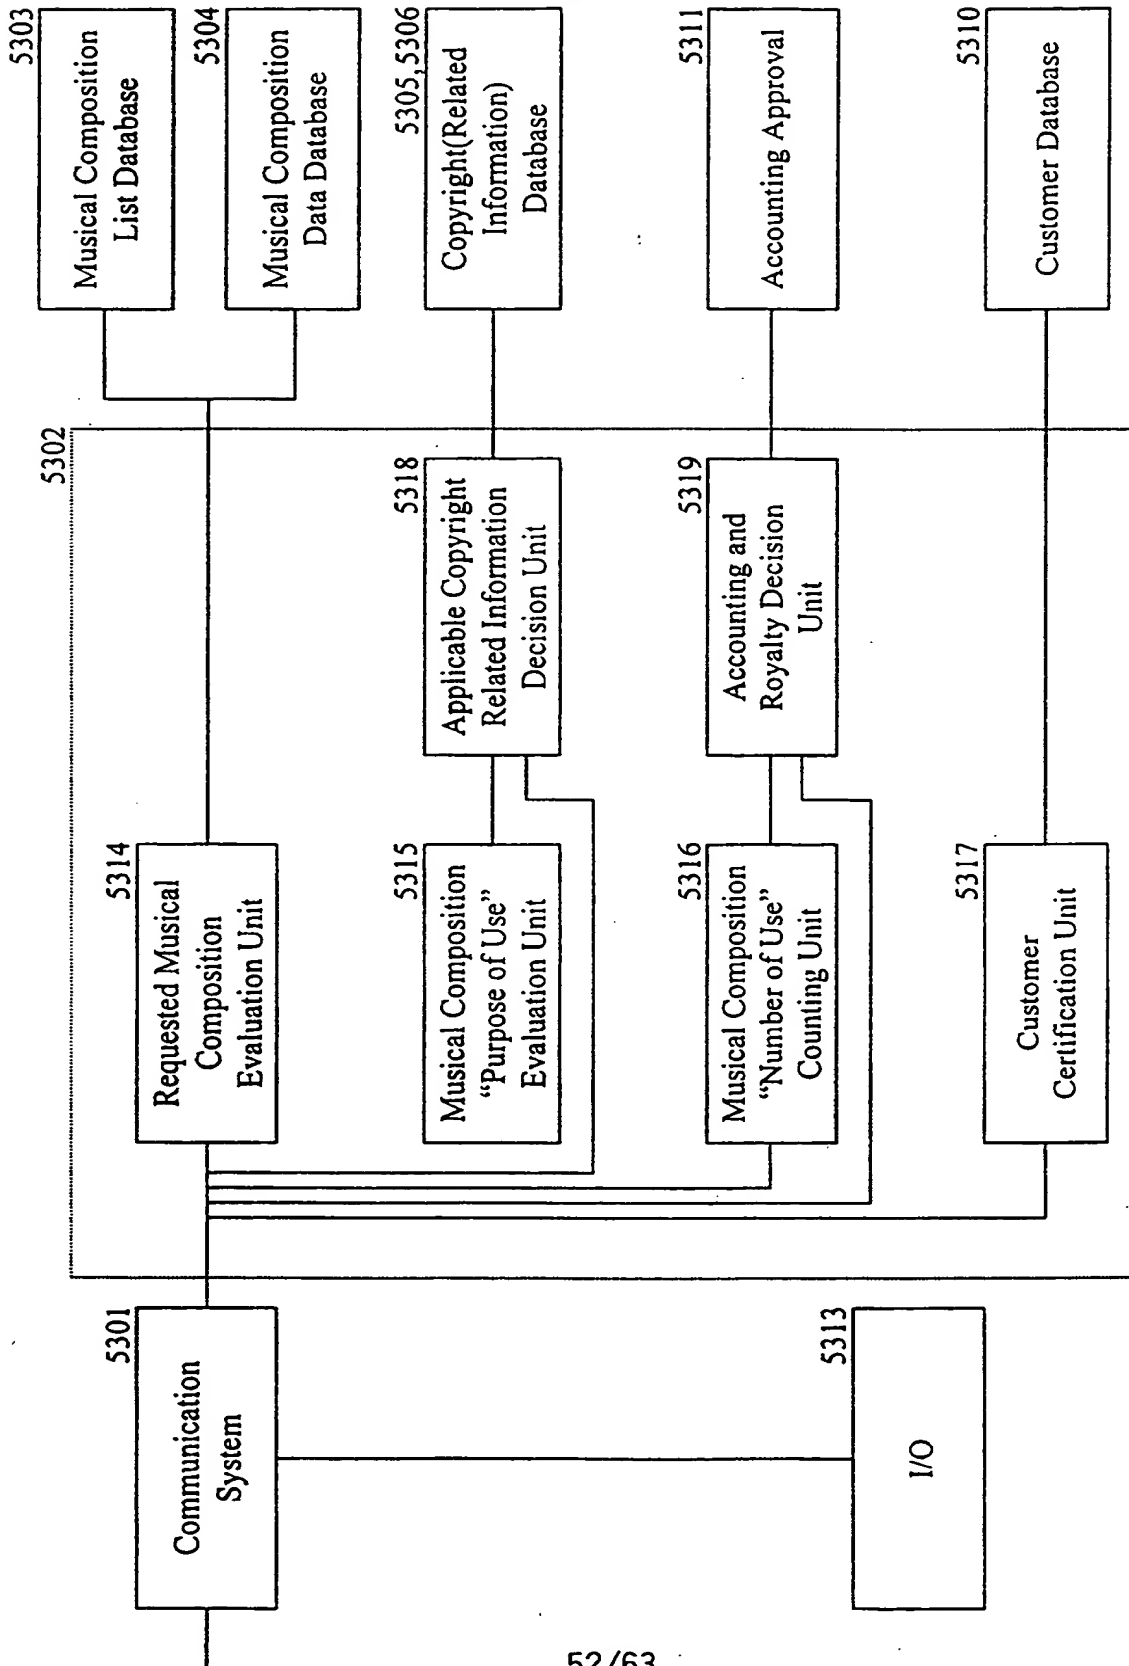 5301
Communication
System
5313
I/O
5302
5314
Requested Musical
Composition
Evaluation Unit
5315
Musical Composition
“Purpose of Use”
Evaluation Unit
5316
Musical Composition
“Number of Use”
Counting Unit
5317
Customer
Certification Unit
5318
Applicable Copyright
Related Information
Decision Unit
5319
Accounting and
Royalty Decision
Unit
5303
Musical Composition
List Database
5304
Musical Composition
Data Database
5305,5306
Copyright(Related
Information)
Database
5311
Accounting Approval
5310
Customer Database
52/63